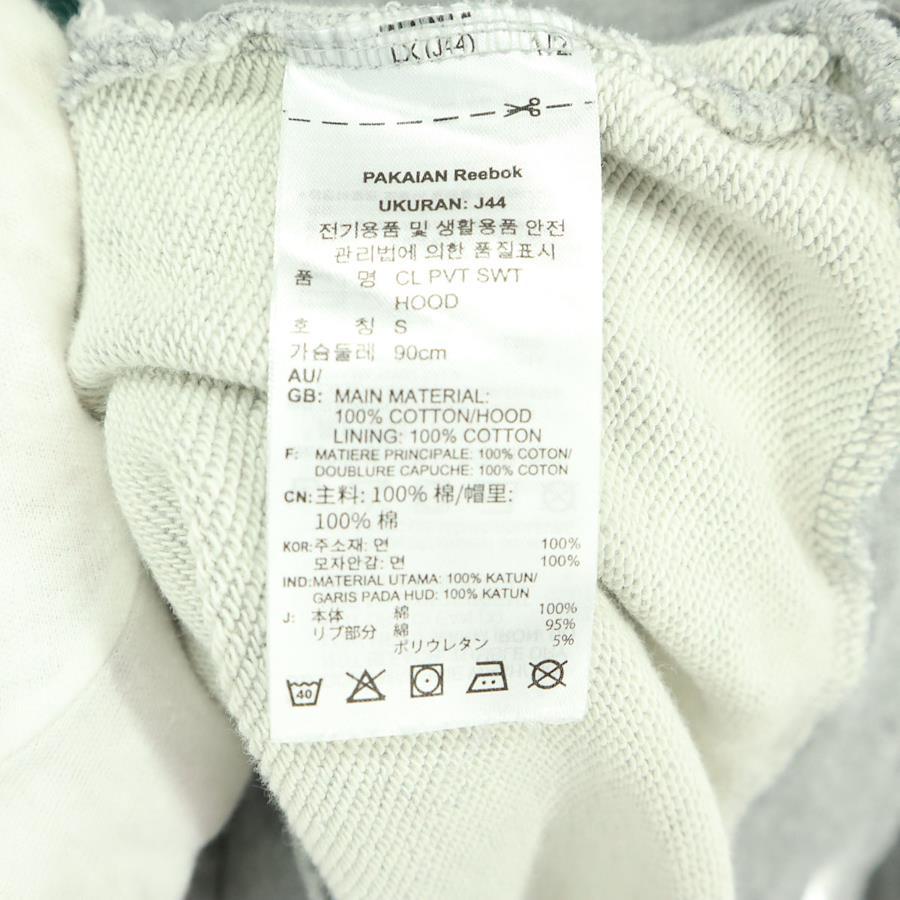 LX(J44) 1/2
PAKAIAN Reebok
UKURAN: J44
전기용품 및 생활용품 안전
관리법에 의한 품질표시
품 명 CL PVT SWT
HOOD
호 칭 S
가슴둘레 90cm
AU/
GB: MAIN MATERIAL:
100% COTTON/HOOD
LINING: 100% COTTON
F: MATIERE PRINCIPALE: 100% COTON/
DOUBLURE CAPUCHE: 100% COTON
CN: 主料: 100% 棉/帽里:
100% 棉
KOR: 주소재: 면 100%
모자안감: 면 100%
IND: MATERIAL UTAMA: 100% KATUN/
GARIS PADA HUD: 100% KATUN
J: 本体 綿 100%
リブ部分 綿 95%
ポリウレタン 5%
40